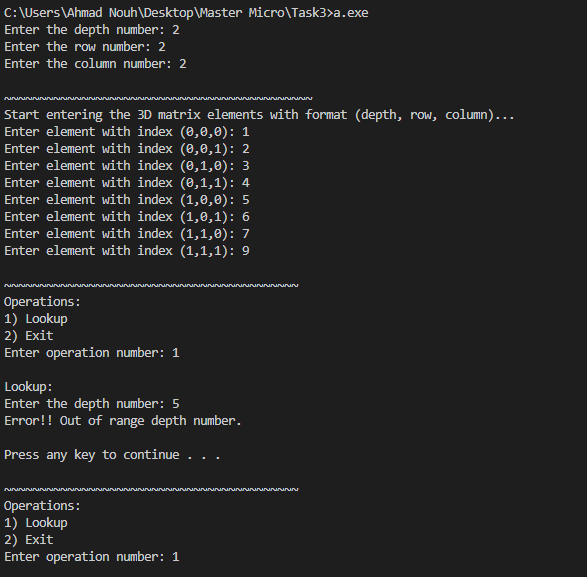 C:\Users\Ahmad Nouh\Desktop\Master Micro\Task3>a.exe
Enter the depth number: 2
Enter the row number: 2
Enter the column number: 2
~~~~~~~~~~~~~~~~~~~~~~~~~~~~~~~~~~~~~~~~~~~~
Start entering the 3D matrix elements with format (depth, row, column)...
Enter element with index (0,0,0): 1
Enter element with index (0,0,1): 2
Enter element with index (0,1,0): 3
Enter element with index (0,1,1): 4
Enter element with index (1,0,0): 5
Enter element with index (1,0,1): 6
Enter element with index (1,1,0): 7
Enter element with index (1,1,1): 9
~~~~~~~~~~~~~~~~~~~~~~~~~~~~~~~~~~~~~~~~~~
Operations:
1) Lookup
2) Exit
Enter operation number: 1
Lookup:
Enter the depth number: 5
Error!! Out of range depth number.
Press any key to continue . . .
~~~~~~~~~~~~~~~~~~~~~~~~~~~~~~~~~~~~~~~~~~
Operations:
1) Lookup
2) Exit
Enter operation number: 1